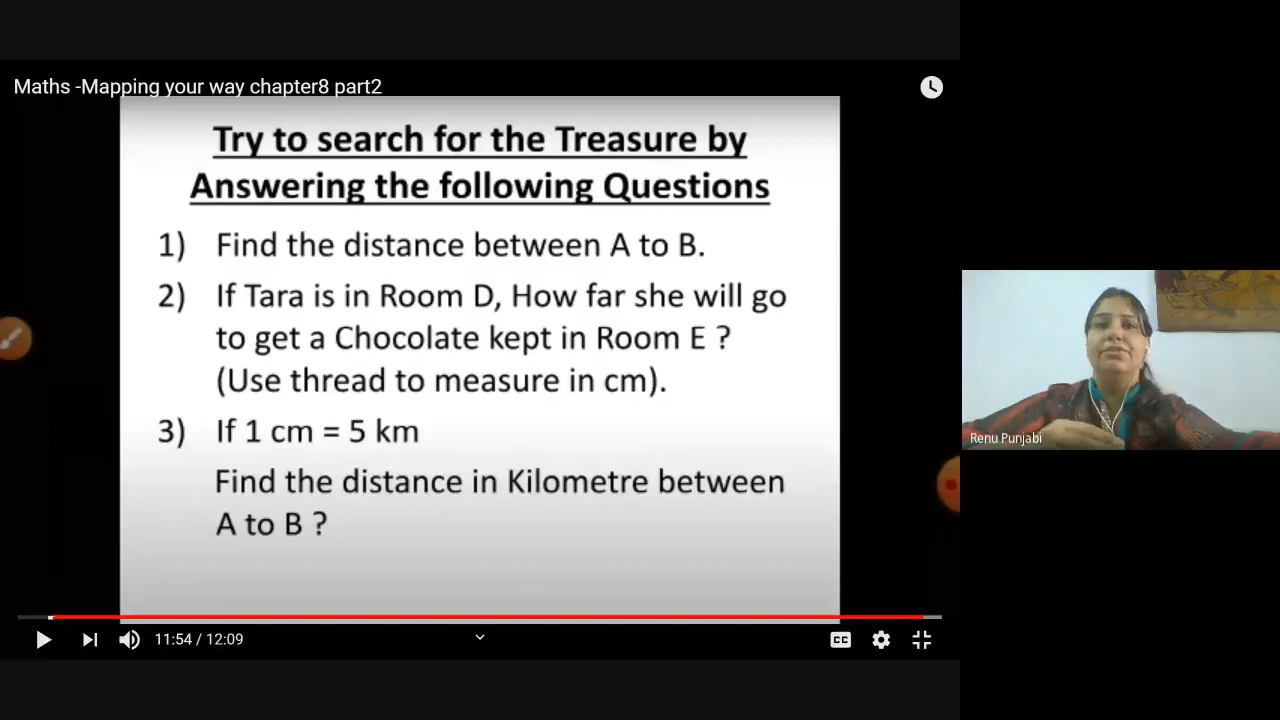 Maths -Mapping your way chapter8 part2
Try to search for the Treasure by
Answering the following Questions
1) Find the distance between A to B.
2) If Tara is in Room D, How far she will go
to get a Chocolate kept in Room E ?
(Use thread to measure in cm).
3) If 1 cm = 5 km
Find the distance in Kilometre between
A to B ?
Renu Punjabi
11:54 / 12:09
CC